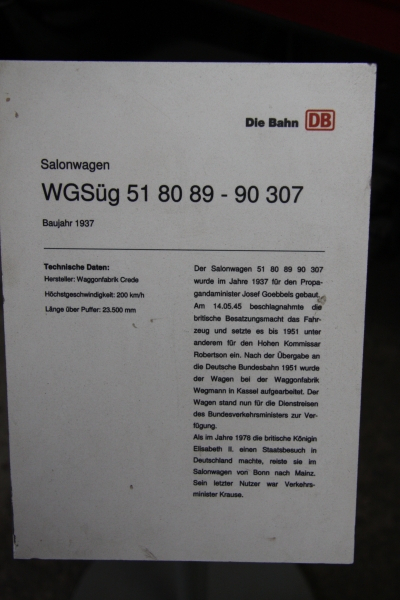 Die Bahn DB
Salonwagen
WGSüg 51 80 89 - 90 307
Baujahr 1937
Technische Daten:
Hersteller: Waggonfabrik Crede
Höchstgeschwindigkeit: 200 km/h
Länge über Puffer: 23.500 mm
Der Salonwagen 51 80 89 90 307
wurde im Jahre 1937 für den Propa-
gandaminister Josef Goebbels gebaut.
Am 14.05.45 beschlagnahmte die
britische Besatzungsmacht das Fahr-
zeug und setzte es bis 1951 unter
anderem für den Hohen Kommissar
Robertson ein. Nach der Übergabe an
die Deutsche Bundesbahn 1951 wurde
der Wagen bei der Waggonfabrik
Wegmann in Kassel aufgearbeitet. Der
Wagen stand nun für die Dienstreisen
des Bundesverkehrsministers zur Ver-
fügung.
Als im Jahre 1978 die britische Königin
Elisabeth II. einen Staatsbesuch in
Deutschland machte, reiste sie im
Salonwagen von Bonn nach Mainz.
Sein letzter Nutzer war Verkehrs-
minister Krause.